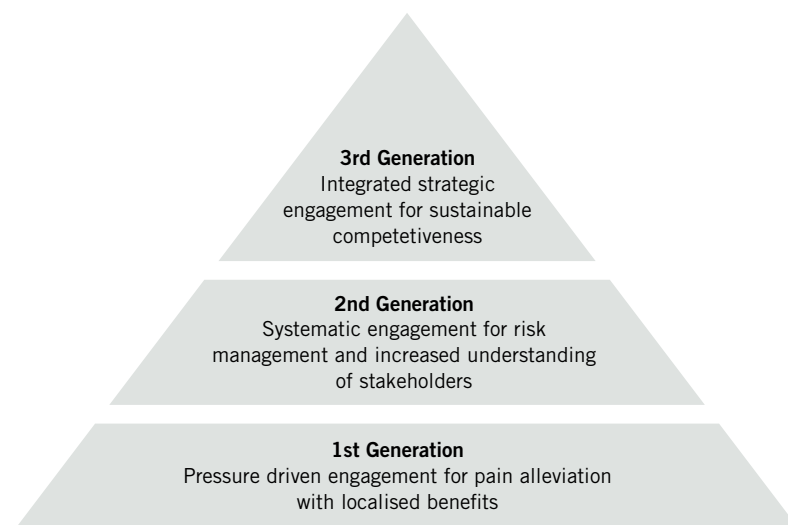 3rd Generation
Integrated strategic
engagement for sustainable
competetiveness
2nd Generation
Systematic engagement for risk
management and increased understanding
of stakeholders
1st Generation
Pressure driven engagement for pain alleviation
with localised benefits